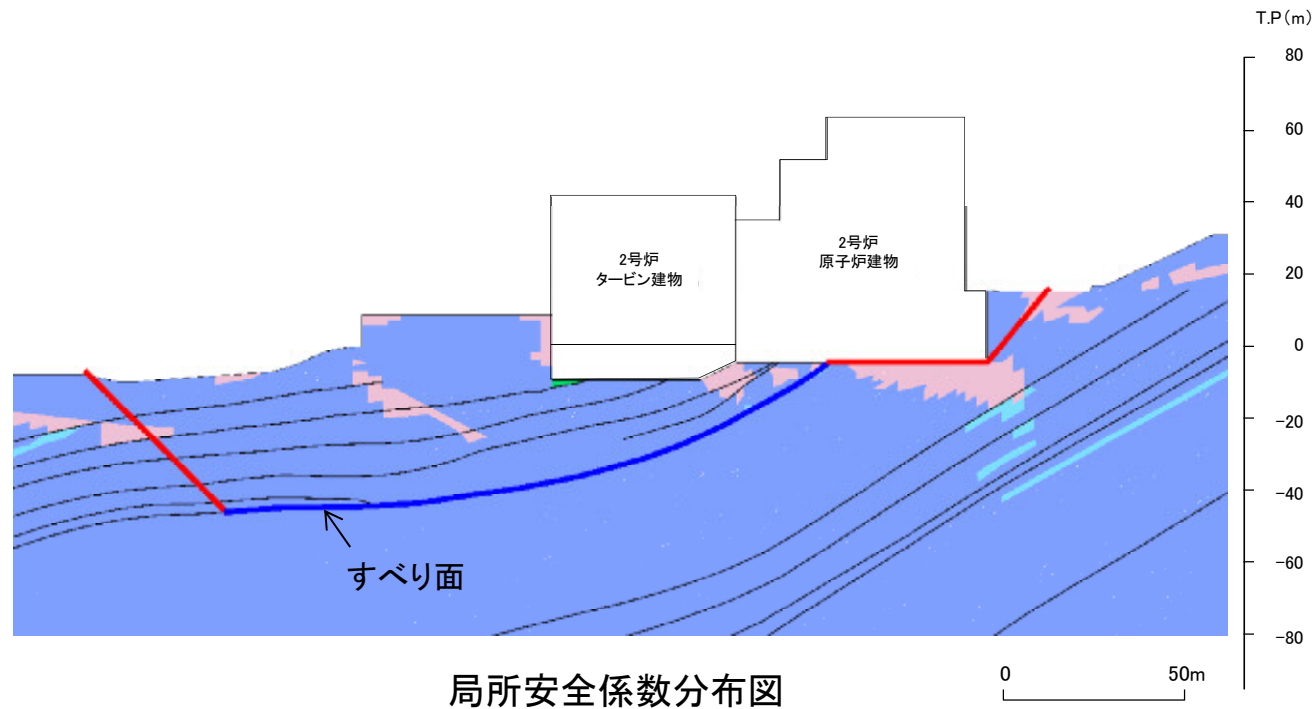 T.P(m)
80
60
40
20
0
-20
-40
-60
-80
2号炉
タービン建物
2号炉
原子炉建物
すべり面
局所安全係数分布図
0 50m